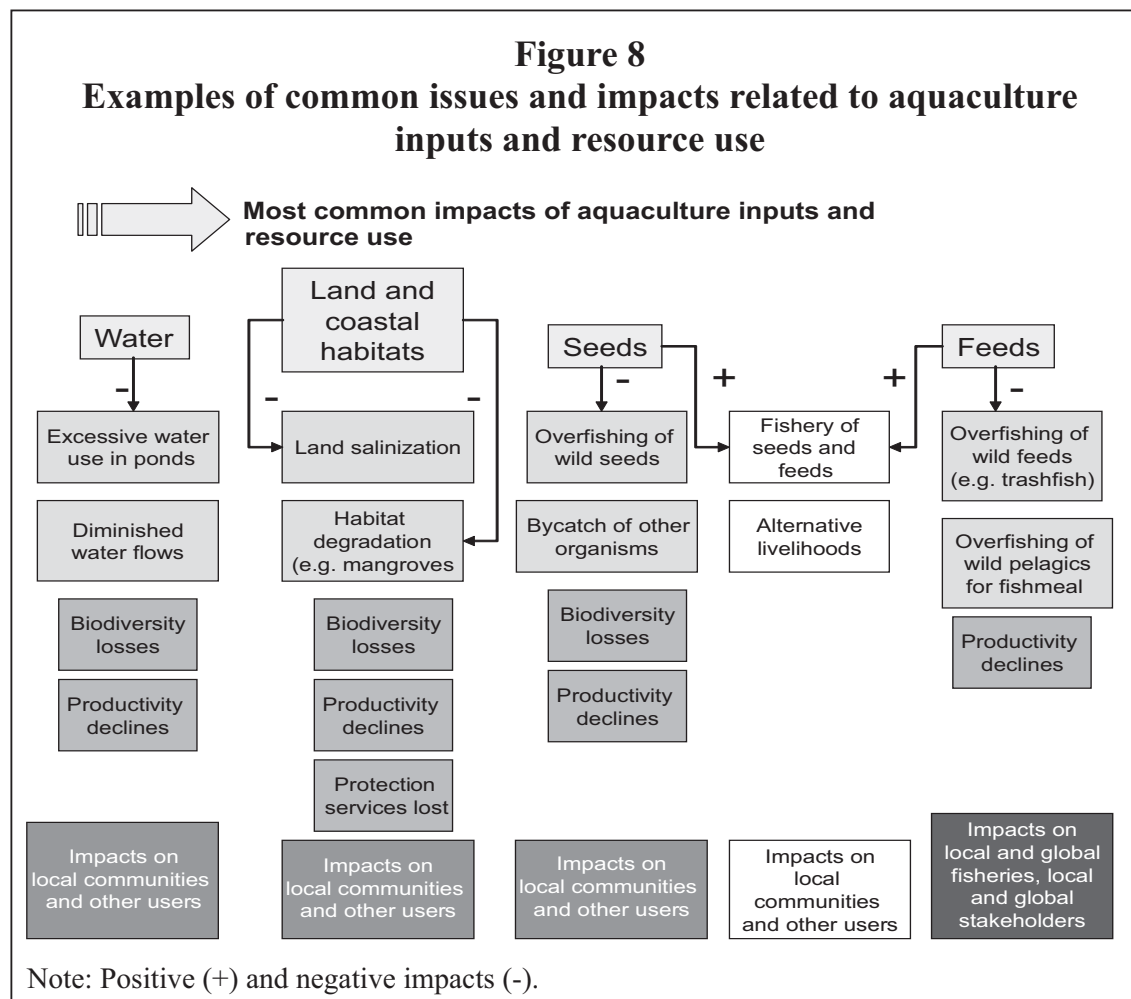 Figure 8
Examples of common issues and impacts related to aquaculture
inputs and resource use
Most common impacts of aquaculture inputs and
resource use
Water
Land and
coastal
habitats
Seeds
Feeds
-
-
-
-
+
+
-
Excessive water
use in ponds
Land salinization
Overfishing of
wild seeds
Fishery of
seeds and
feeds
Overfishing of
wild feeds
(e.g. trashfish)
Diminished
water flows
Habitat
degradation
(e.g. mangroves
Bycatch of other
organisms
Alternative
livelihoods
Overfishing of
wild pelagics
for fishmeal
Biodiversity
losses
Biodiversity
losses
Biodiversity
losses
Productivity
declines
Productivity
declines
Productivity
declines
Productivity
declines
Protection
services lost
Impacts on
local communities
and other users
Impacts on
local communities
and other users
Impacts on
local communities
and other users
Impacts on
local
communities
and other users
Impacts on
local and global
fisheries, local
and global
stakeholders
Note: Positive (+) and negative impacts (-).